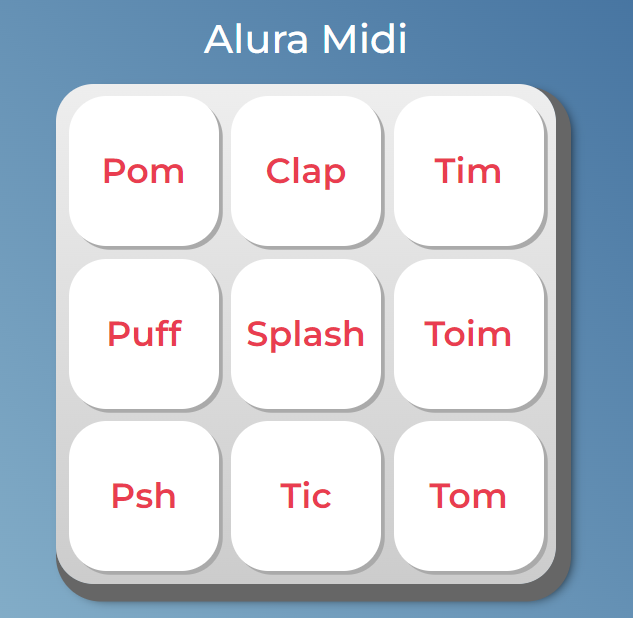 Alura Midi
Pom
Clap
Tim
Puff
Splash
Toim
Psh
Tic
Tom